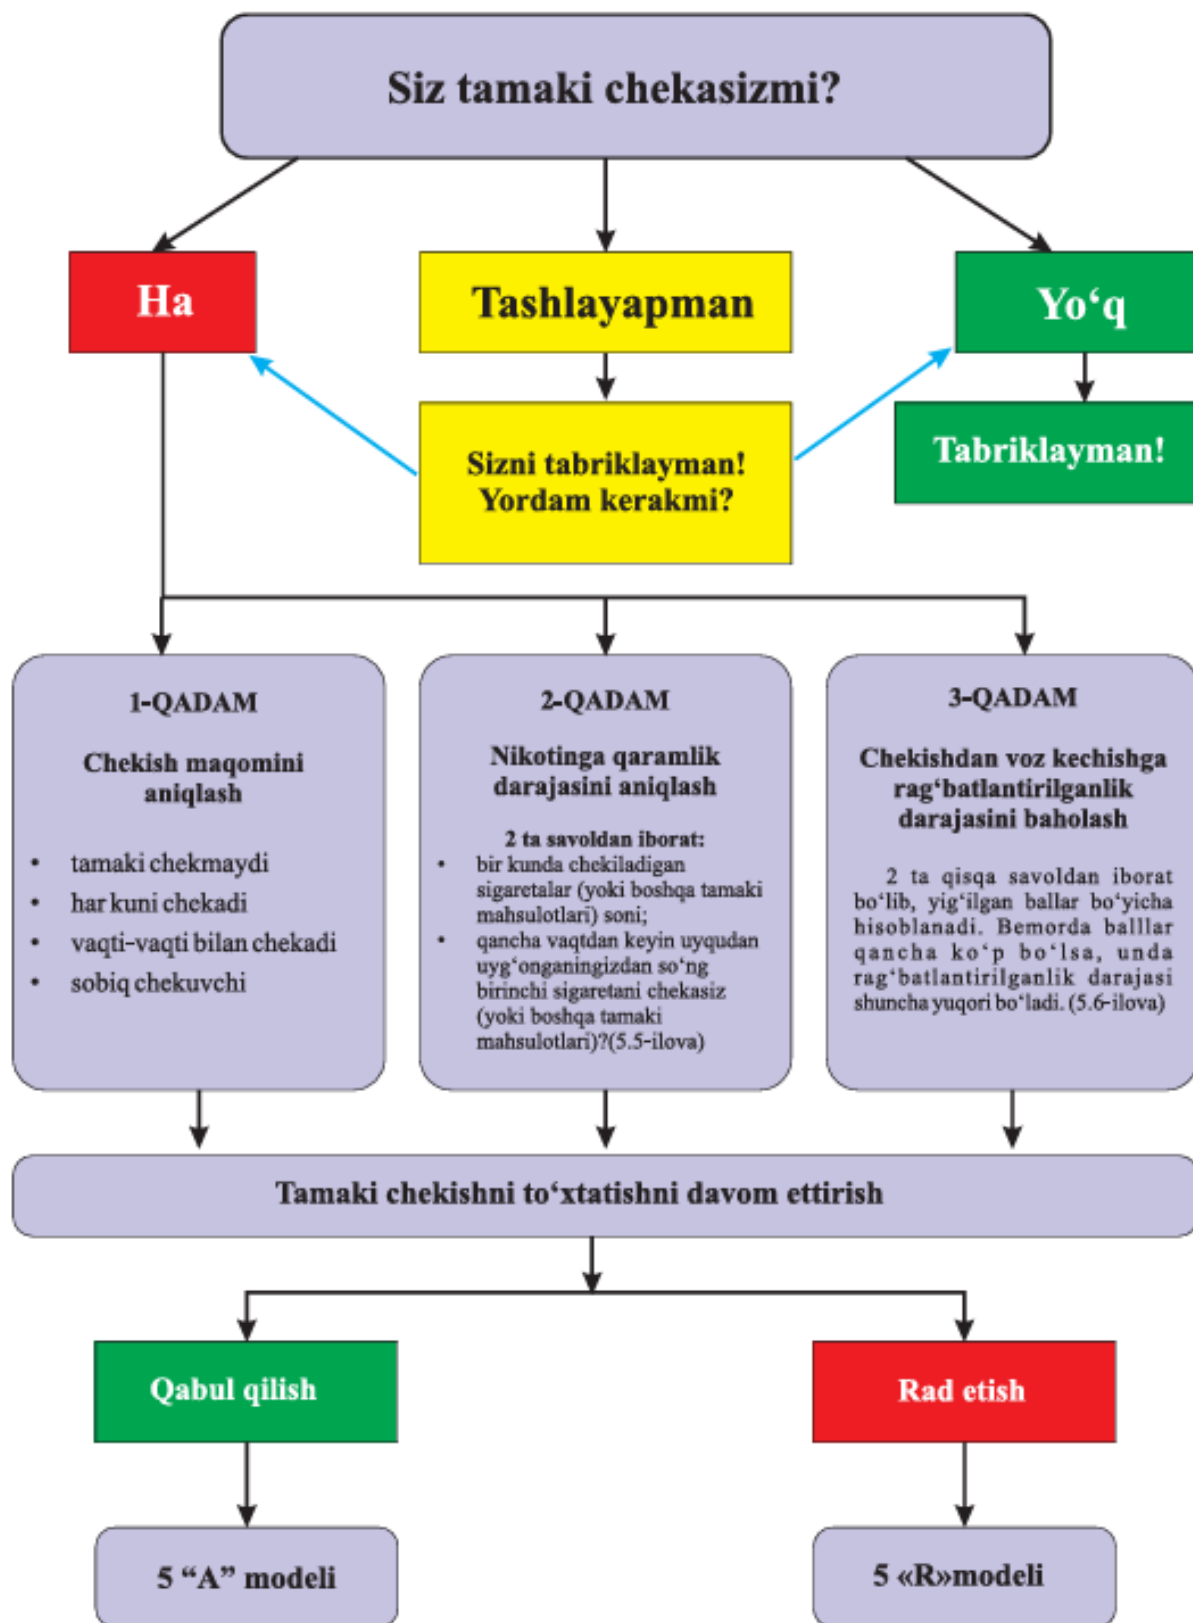 Siz tamaki chekasizmi?
Ha
Tashlayapman
Yo‘q
Sizni tabriklayman!
Yordam kerakmi?
Tabriklayman!
1-QADAM
Chekish maqomini
aniqlash
• tamaki chekmaydi
• har kuni chekadi
• vaqti-vaqti bilan chekadi
• sobiq chekuvchi
2-QADAM
Nikotinga qaramlik
darajasini aniqlash
2 ta savoldan iborat:
• bir kunda chekiladigan
sigaretalar (yoki boshqa tamaki
mahsulotlari) soni;
• qancha vaqtdan keyin uyqudan
uyg‘onganingizdan so‘ng
birinchi sigaretani chekasiz
(yoki boshqa tamaki
mahsulotlari)?(5.5-ilova)
3-QADAM
Chekishdan voz kechishga
rag‘batlantirilganlik
darajasini baholash
2 ta qisqa savoldan iborat
bo‘lib, yig‘ilgan ballar bo‘yicha
hisoblanadi. Bemorda balllar
qancha ko‘p bo‘lsa, unda
rag‘batlantirilganlik darajasi
shuncha yuqori bo‘ladi. (5.6-ilova)
Tamaki chekishni to‘xtatishni davom ettirish
Qabul qilish
Rad etish
5 “A” modeli
5 «R»modeli